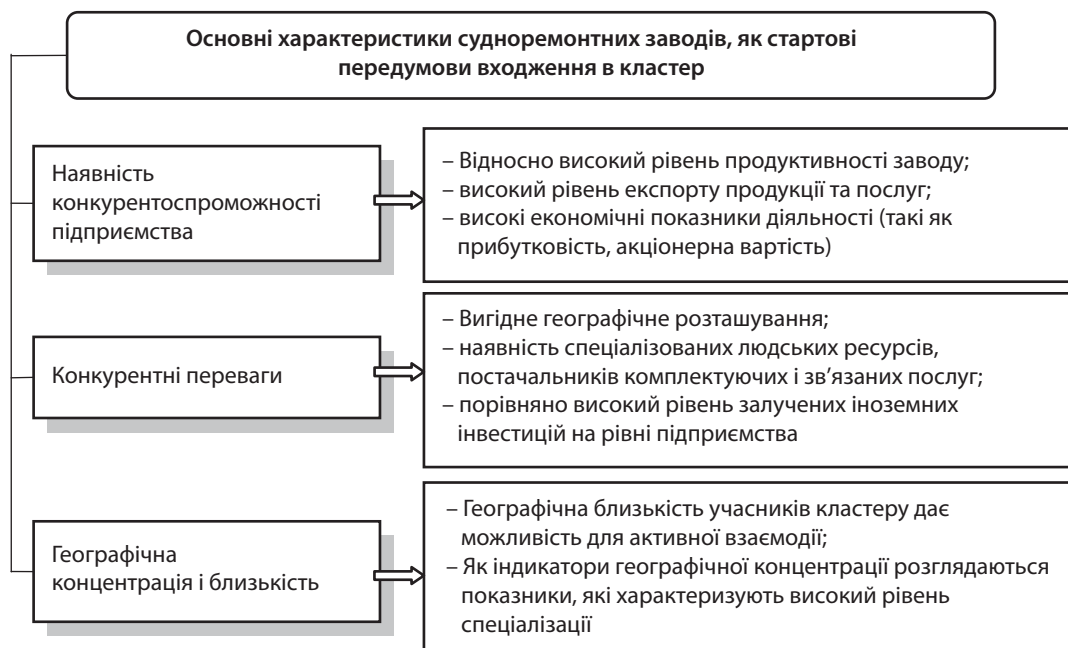 Основні характеристики судноремонтних заводів, як стартові
передумови входження в кластер
Наявність
конкурентоспроможності
підприємства
– Відносно високий рівень продуктивності заводу;
– високий рівень експорту продукції та послуг;
– високі економічні показники діяльності (такі як
прибутковість, акціонерна вартість)
Конкурентні переваги
– Вигідне географічне розташування;
– наявність спеціалізованих людських ресурсів,
постачальників комплектуючих і зв'язаних послуг;
– порівняно високий рівень залучених іноземних
інвестицій на рівні підприємства
Географічна
концентрація і близькість
– Географічна близькість учасників кластеру дає
можливість для активної взаємодії;
– Як індикатори географічної концентрації розглядаються
показники, які характеризують високий рівень
спеціалізації